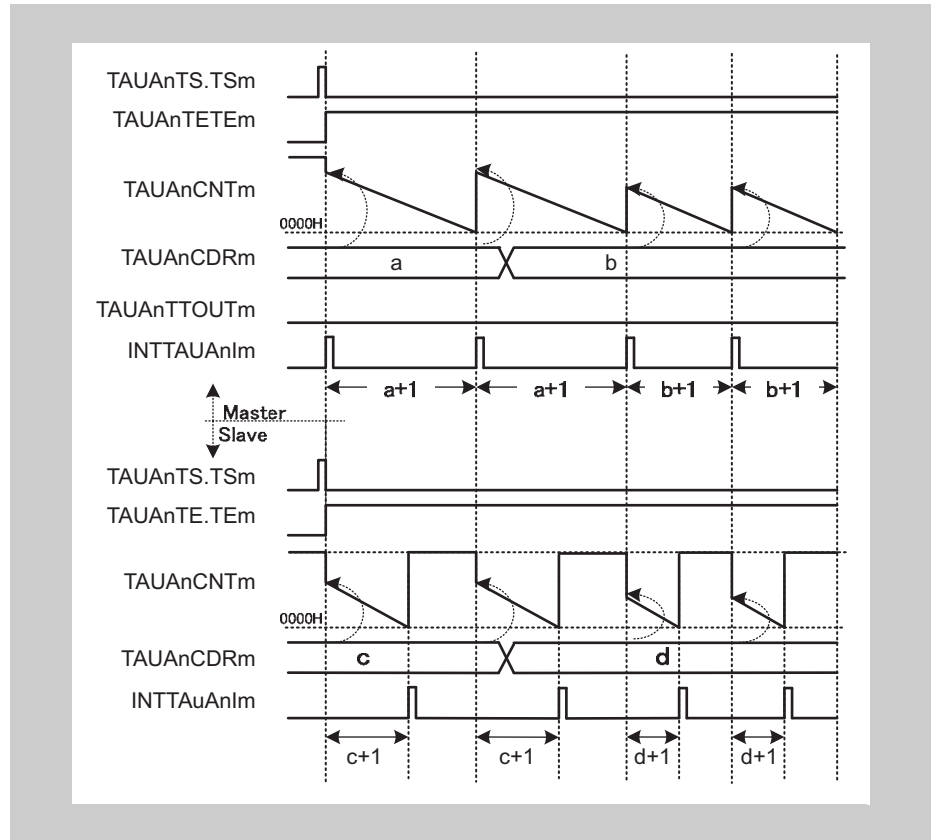 TAUAnTS.TSm
TAUAnTETEm
TAUAnCNTm
0000H
TAUAnCDRm
a
b
TAUAnTTOUTm
INTTAUAnIm
a+1
a+1
b+1
b+1
Master
Slave
TAUAnTS.TSm
TAUAnTE.TEm
TAUAnCNTm
0000H
TAUAnCDRm
c
d
INTTAuAnIm
c+1
c+1
d+1
d+1